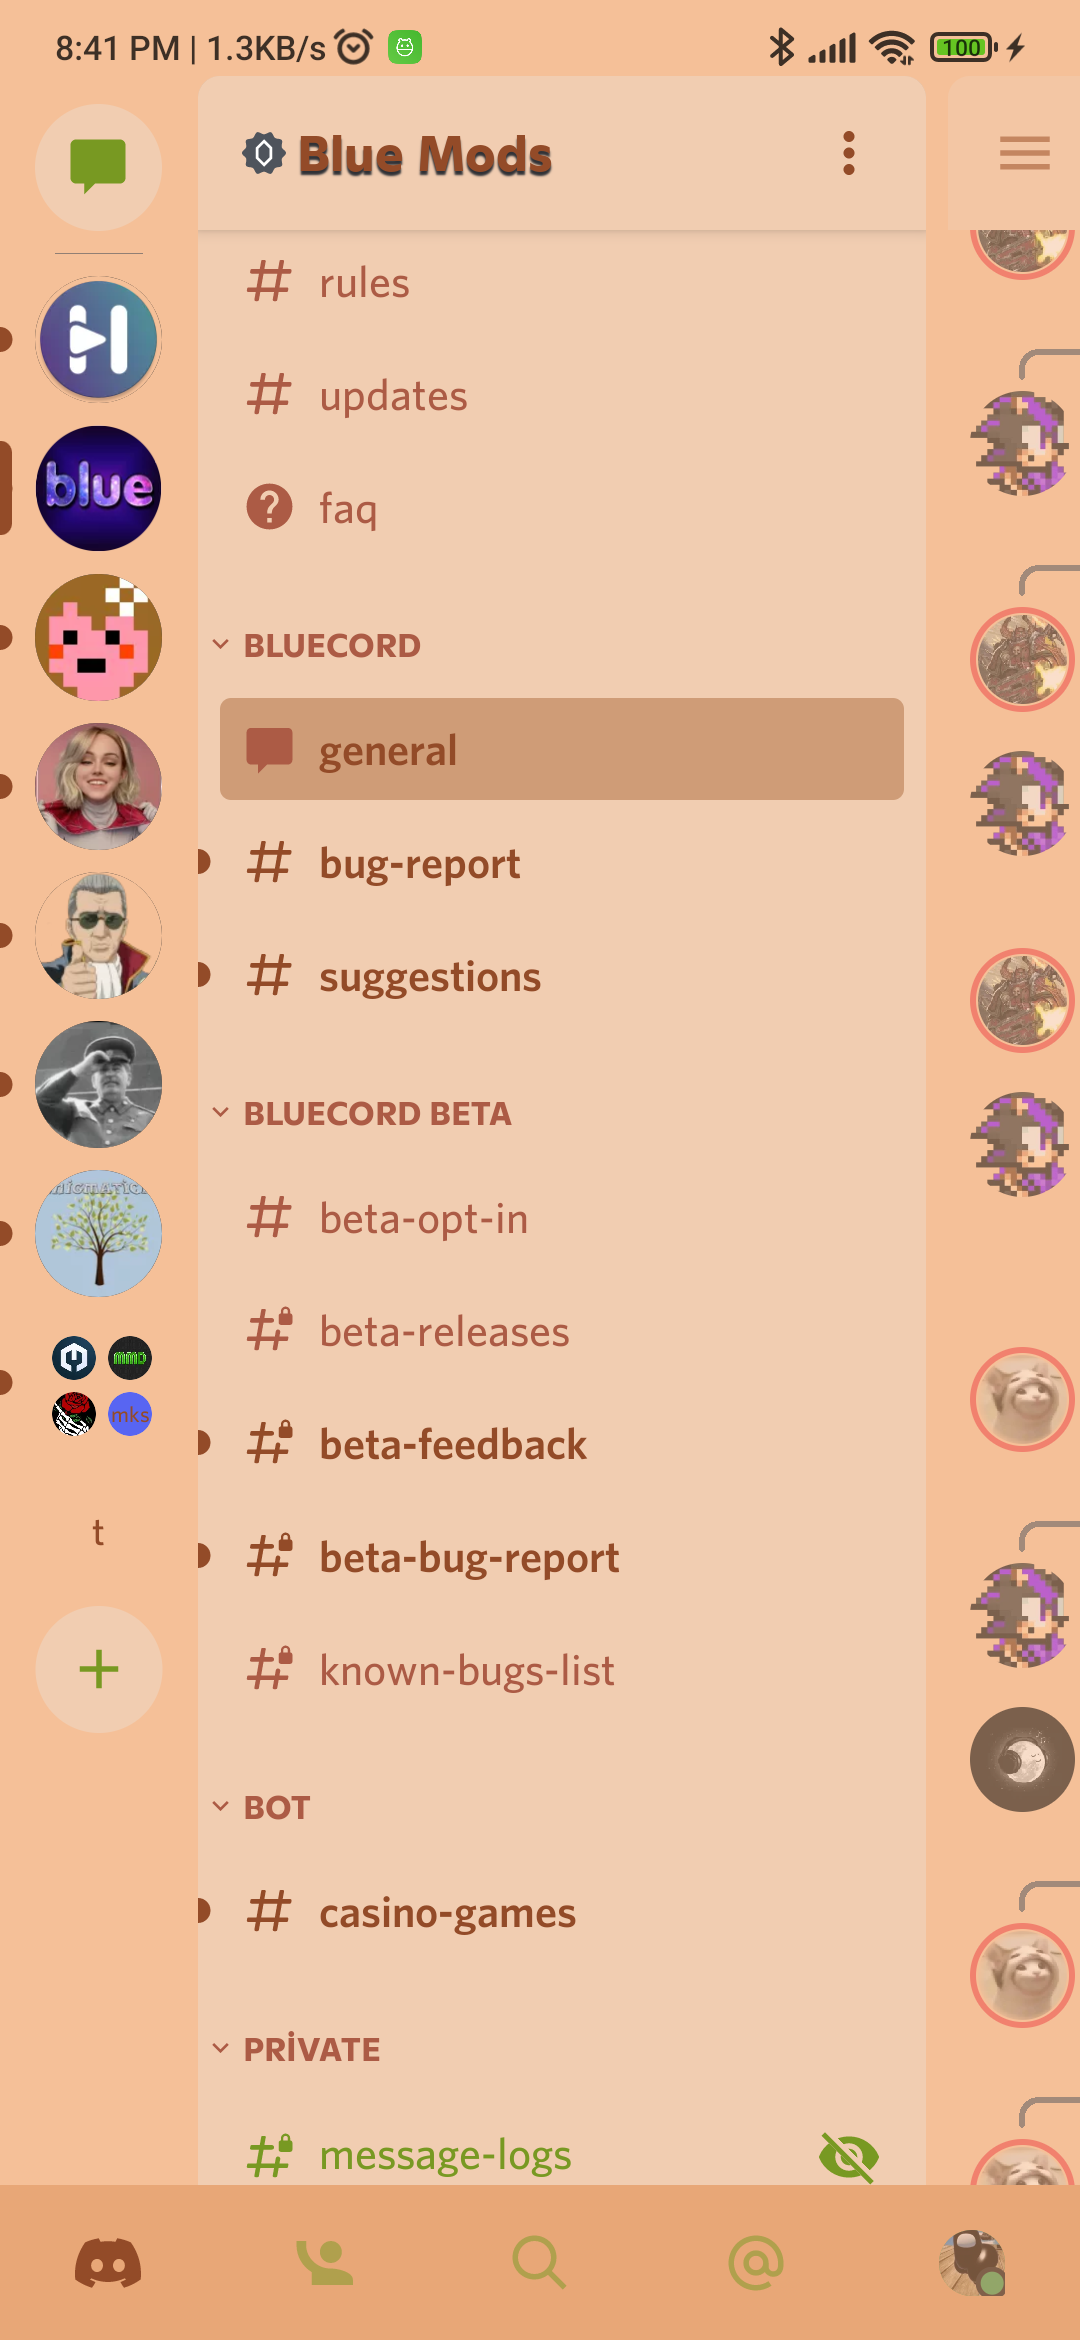 8:41 PM | 1.3KB/s
100
Blue Mods
rules
updates
faq
BLUECORD
general
bug-report
suggestions
BLUECORD BETA
beta-opt-in
beta-releases
beta-feedback
beta-bug-report
known-bugs-list
BOT
casino-games
PRİVATE
message-logs
blue
MMD
mks
t